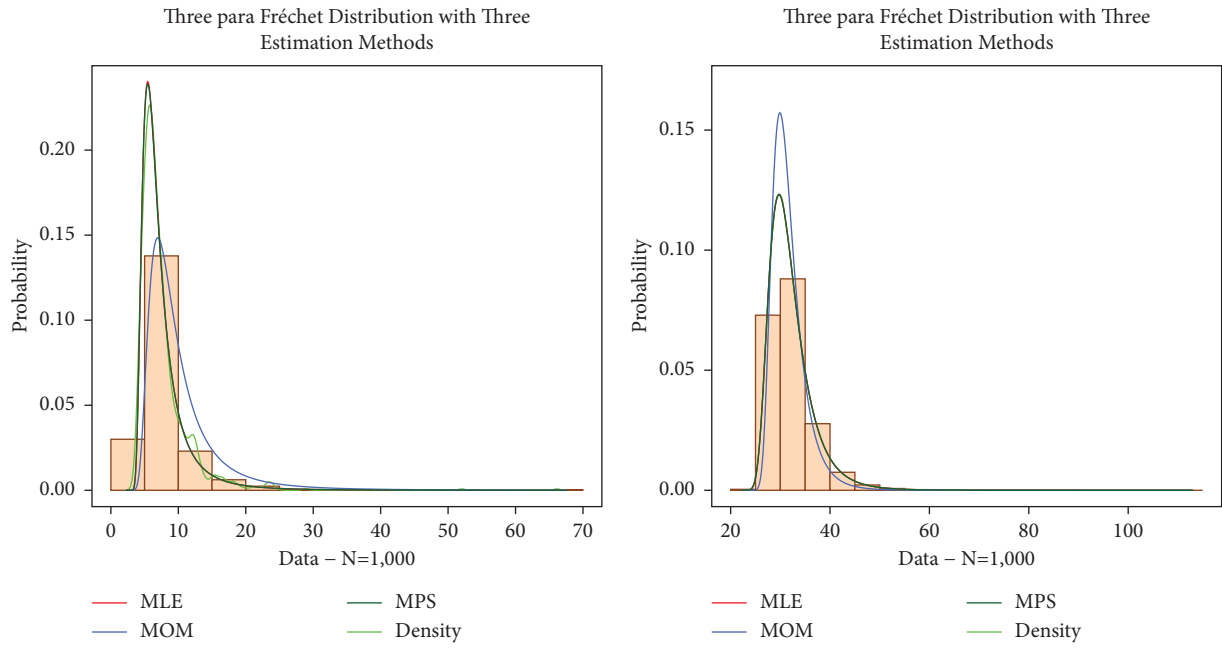 Three para Fréchet Distribution with Three
Estimation Methods
Probability
0.20
0.15
0.10
0.05
0.00
0 10 20 30 40 50 60 70
Data – N=1,000
MLE MPS
MOM Density
Three para Fréchet Distribution with Three
Estimation Methods
Probability
0.15
0.10
0.05
0.00
20 40 60 80 100
Data – N=1,000
MLE MPS
MOM Density